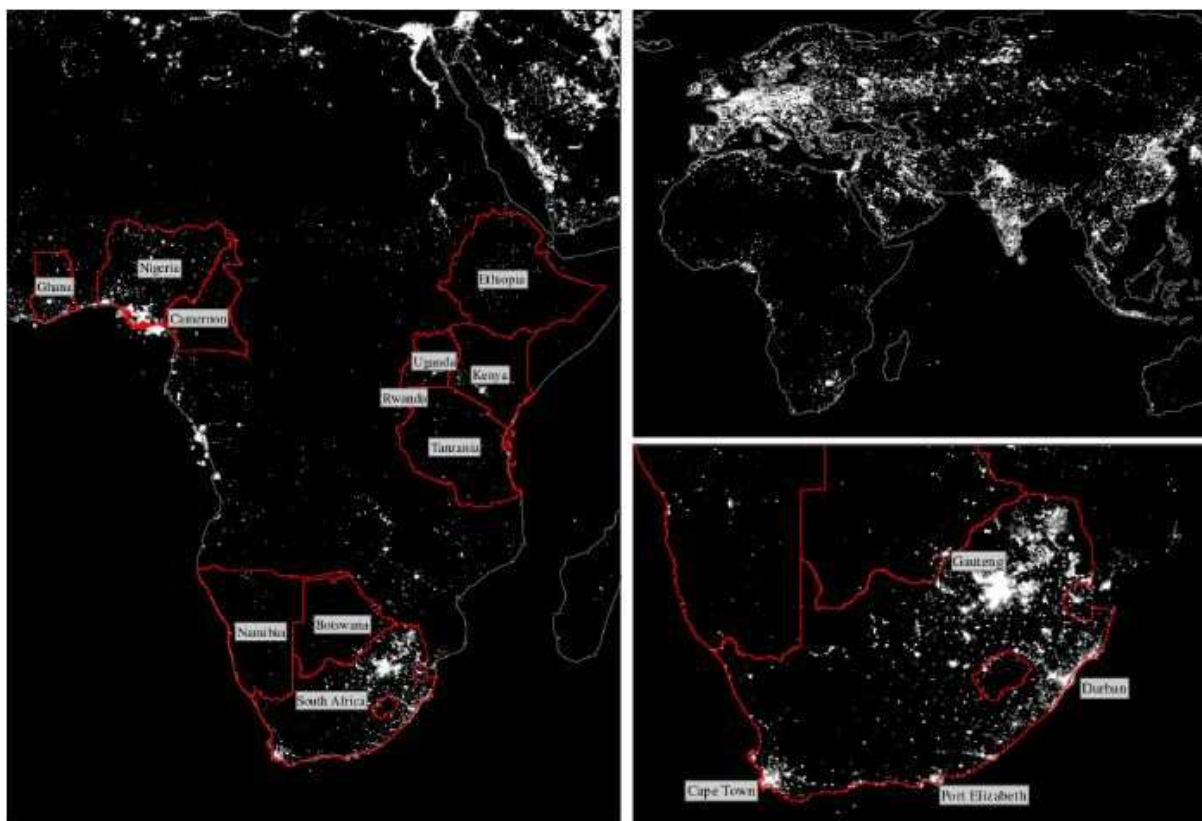 Nigeria
Ghana
Cameroon
Ethiopia
Uganda
Kenya
Rwanda
Tanzania
Namibia
Botswana
South Africa
Gauteng
Durban
Cape Town
Port Elizabeth